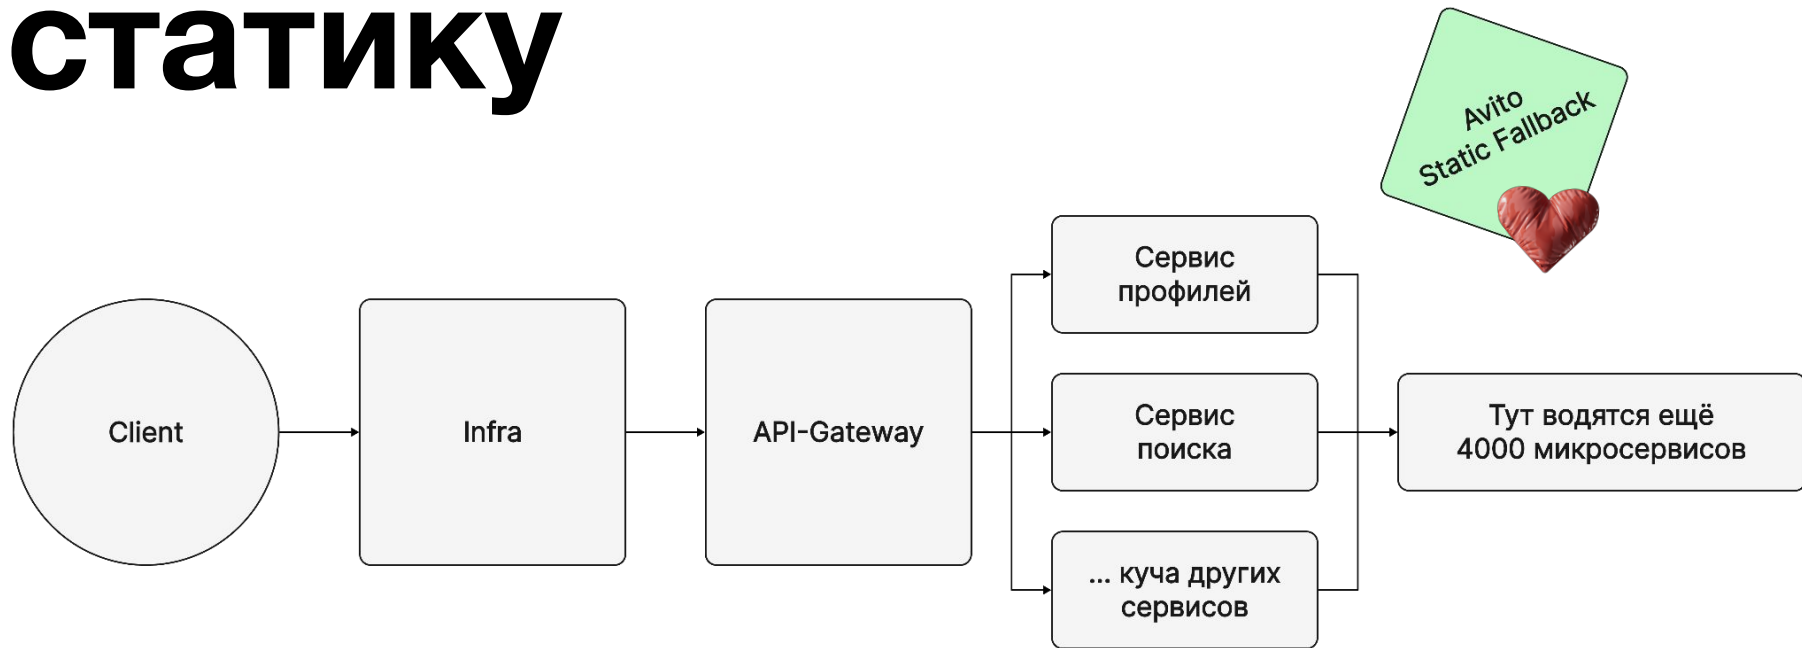 статику
Avito
Static Fallback
Client
Infra
API-Gateway
Сервис
профилей
Сервис
поиска
... куча других
сервисов
Тут водятся ещё
4000 микросервисов